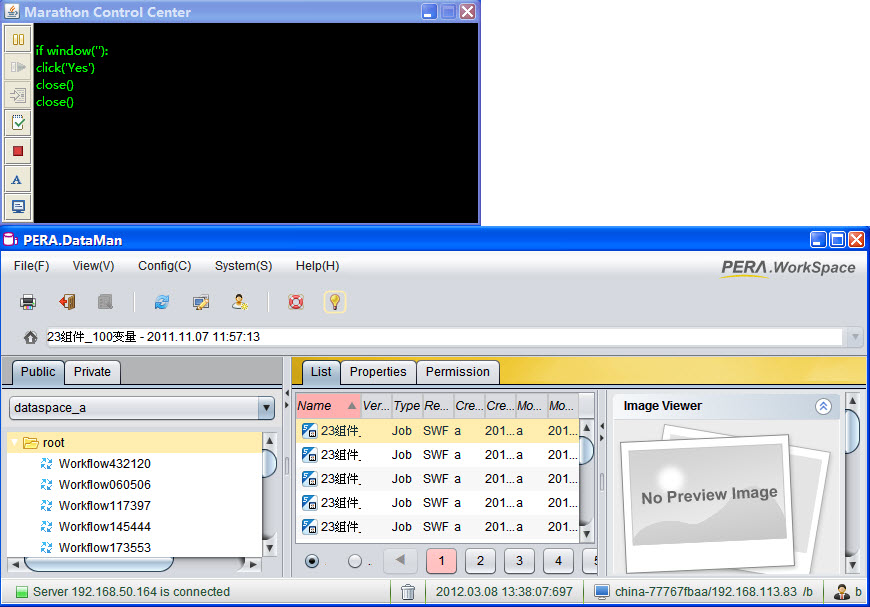 Marathon Control Center
if window(''):
click('Yes')
close()
close()
PERA.DataMan
File(F) View(V) Config(C) System(S) Help(H)
PERA.WorkSpace
23组件_100变量 - 2011.11.07 11:57:13
Public Private
List Properties Permission
dataspace_a
root
Workflow432120
Workflow060506
Workflow117397
Workflow145444
Workflow173553
Name Ver... Type Re... Cre... Cre... Mo... Mo...
23组件_ Job SWF a 201... a 201...
23组件_ Job SWF a 201... a 201...
23组件_ Job SWF a 201... a 201...
23组件_ Job SWF a 201... a 201...
23组件_ Job SWF a 201... a 201...
1 2 3 4 5
Image Viewer
No Preview Image
Server 192.168.50.164 is connected
2012.03.08 13:38:07:697
china-77767fbaa/192.168.113.83 /b
b